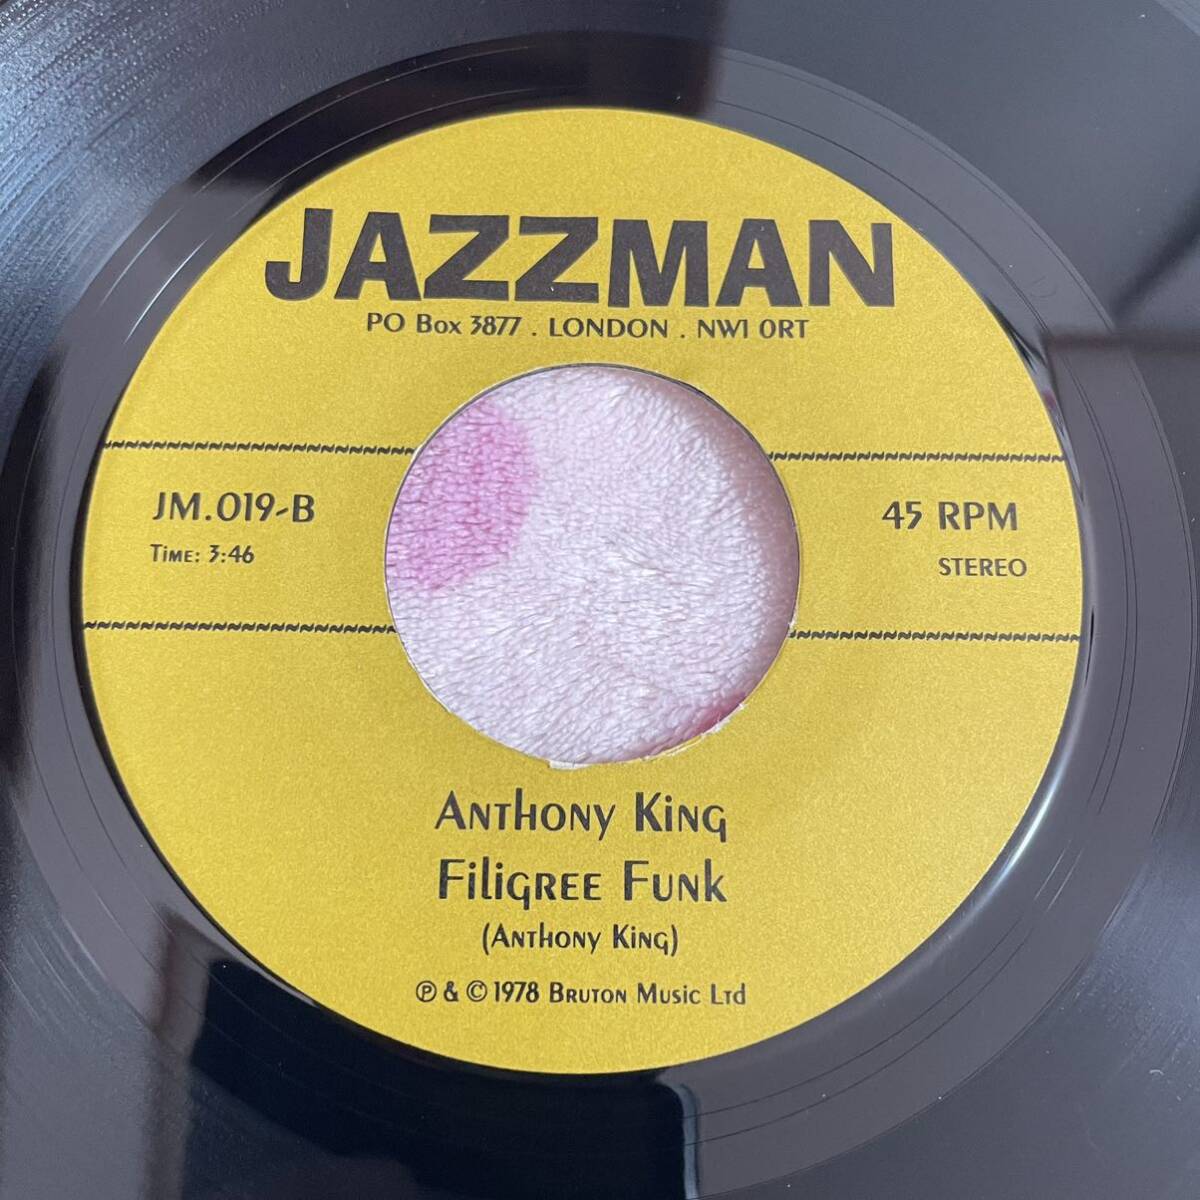 JAZZMAN
PO Box 3877 . LONDON . NW1 0RT
JM.019-B
Time: 3:46
45 RPM
STEREO
Anthony King
Filigree Funk
(Anthony King)
℗ & © 1978 Bruton Music Ltd